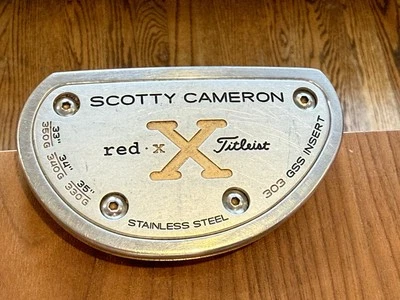 SCOTTY CAMERON
red · x
X
Titleist
33" 34" 35"
350G 340G 330G
303 GSS INSERT
STAINLESS STEEL